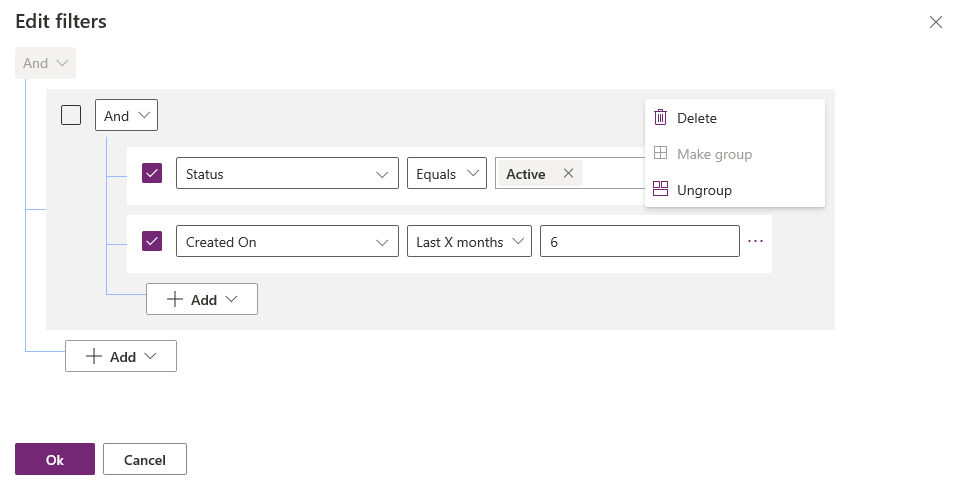 Edit filters
And
And
Delete
Make group
Ungroup
Status Equals Active
Created On Last X months 6
Add
Add
Ok Cancel